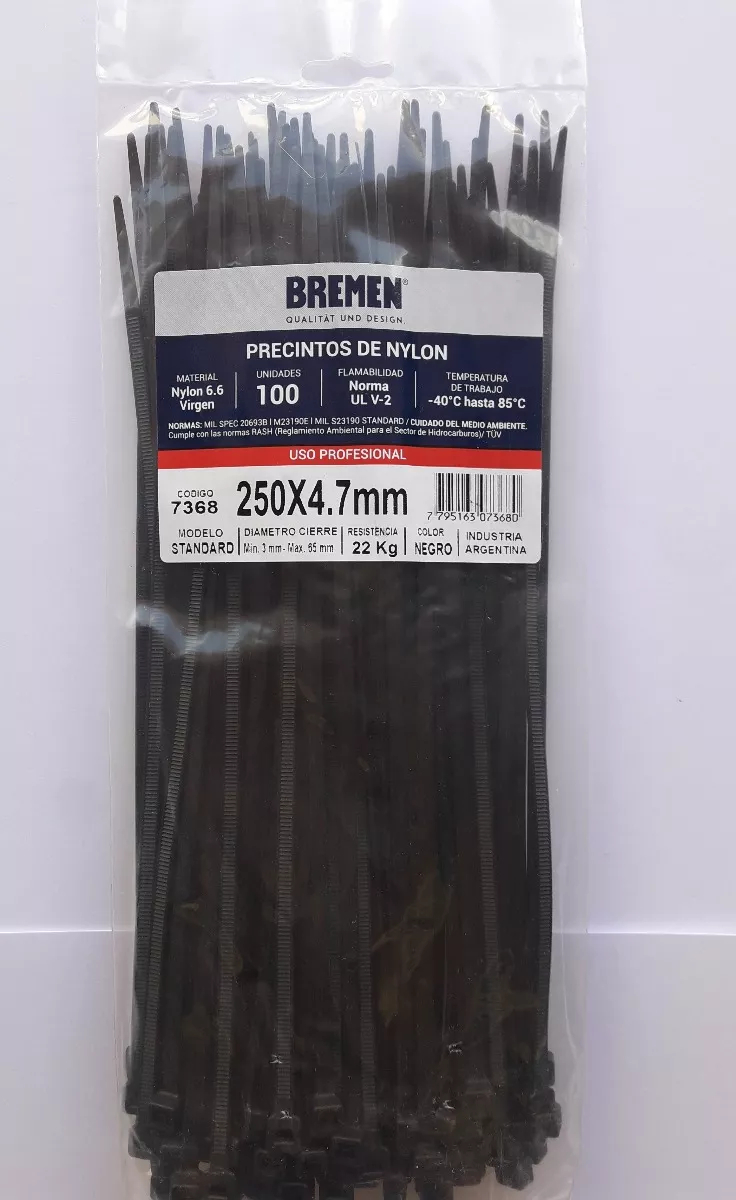 BREMEN®
QUALITÄT UND DESIGN
PRECINTOS DE NYLON
MATERIAL
Nylon 6.6
Virgen
UNIDADES
100
FLAMABILIDAD
Norma
UL V-2
TEMPERATURA
DE TRABAJO
-40°C hasta 85°C
NORMAS: MIL SPEC 20693B | M23190E | MIL S23190 STANDARD / CUIDADO DEL MEDIO AMBIENTE.
Cumple con las normas RASH (Reglamento Ambiental para el Sector de Hidrocarburos)/ TÜV
USO PROFESIONAL
CODIGO
7368
250X4.7mm
7 795163 073680
MODELO
STANDARD
DIAMETRO CIERRE
Min. 3 mm- Max. 65 mm
RESISTENCIA
22 Kg
COLOR
NEGRO
INDUSTRIA
ARGENTINA